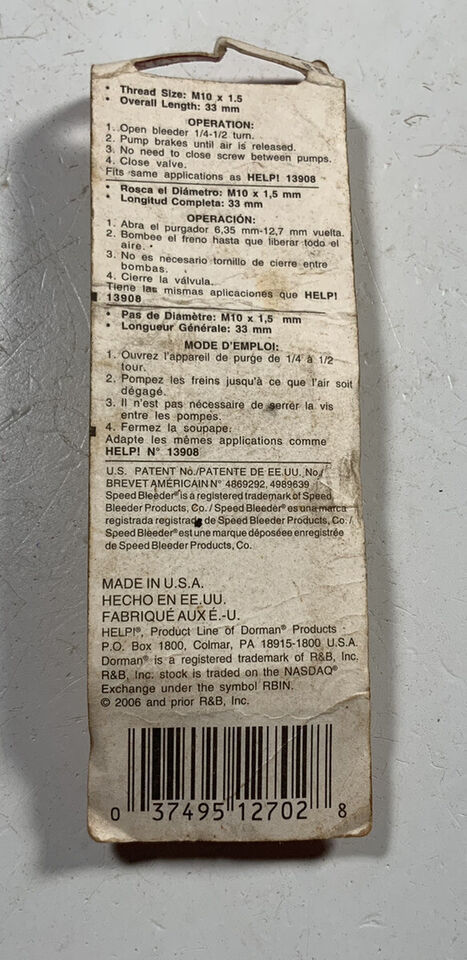 • Thread Size: M10 x 1.5
• Overall Length: 33 mm
OPERATION:
1. Open bleeder 1/4-1/2 turn.
2. Pump brakes until air is released.
3. No need to close screw between pumps.
4. Close valve.
Fits same applications as HELP! 13908
• Rosca el Diámetro: M10 x 1,5 mm
• Longitud Completa: 33 mm
OPERACIÓN:
1. Abra el purgador 6,35 mm-12,7 mm vuelta.
2. Bombee el freno hasta que liberar todo el
aire.
3. No es necesario tornillo de cierre entre
bombas.
4. Cierre la válvula.
Tiene las mismas aplicaciones que HELP!
13908
• Pas de Diamètre: M10 x 1,5 mm
• Longueur Générale: 33 mm
MODE D'EMPLOI:
1. Ouvrez l'appareil de purge de 1/4 à 1/2
tour.
2. Pompez les freins jusqu'à ce que l'air soit
dégagé.
3. Il n'est pas nécessaire de serrer la vis
entre les pompes.
4. Fermez la soupape.
Adapte les mêmes applications comme
HELP! N° 13908
U.S. PATENT No./PATENTE DE EE.UU. No./
BREVET AMÉRICAIN N° 4869292, 4989639
Speed Bleeder® is a registered trademark of Speed
Bleeder Products, Co. / Speed Bleeder® es una marca
registrada registrada de Speed Bleeder Products, Co. /
Speed Bleeder® est une marque déposéee enregistrée
de Speed Bleeder Products, Co.
MADE IN U.S.A.
HECHO EN EE.UU.
FABRIQUÉ AUX É.-U.
HELP!®, Product Line of Dorman® Products
P.O. Box 1800, Colmar, PA 18915-1800 U.S.A.
Dorman® is a registered trademark of R&B, Inc.
R&B, Inc. stock is traded on the NASDAQ®
Exchange under the symbol RBIN.
© 2006 and prior R&B, Inc.
0 37495 12702 8